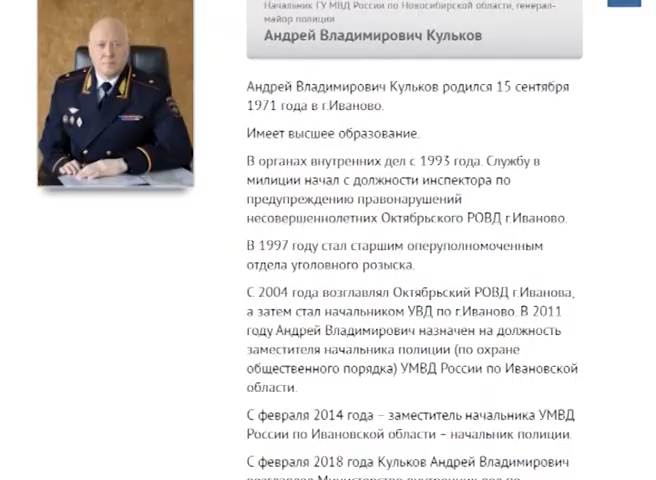 Начальник ГУ МВД России по Новосибирской области, генерал-
майор полиции
Андрей Владимирович Кульков
Андрей Владимирович Кульков родился 15 сентября
1971 года в г.Иваново.
Имеет высшее образование.
В органах внутренних дел с 1993 года. Службу в
милиции начал с должности инспектора по
предупреждению правонарушений
несовершеннолетних Октябрьского РОВД г.Иваново.
В 1997 году стал старшим оперуполномоченным
отдела уголовного розыска.
С 2004 года возглавлял Октябрьский РОВД г.Иванова,
а затем стал начальником УВД по г.Иваново. В 2011
году Андрей Владимирович назначен на должность
заместителя начальника полиции (по охране
общественного порядка) УМВД России по Ивановской
области.
С февраля 2014 года – заместитель начальника УМВД
России по Ивановской области – начальник полиции.
С февраля 2018 года Кульков Андрей Владимирович